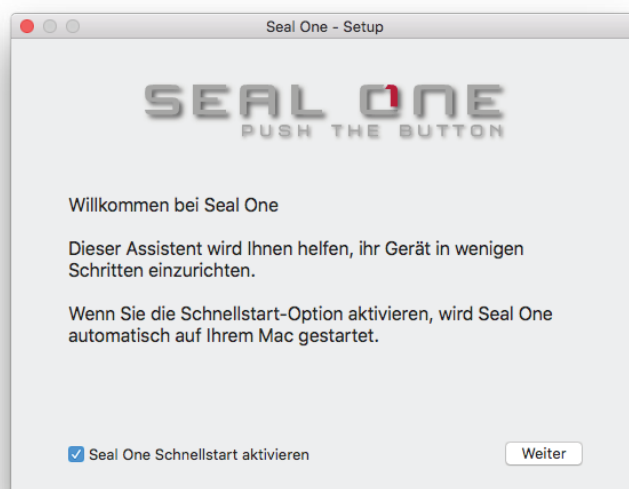 Seal One - Setup
SEAL ONE
PUSH THE BUTTON
Willkommen bei Seal One
Dieser Assistent wird Ihnen helfen, ihr Gerät in wenigen
Schritten einzurichten.
Wenn Sie die Schnellstart-Option aktivieren, wird Seal One
automatisch auf Ihrem Mac gestartet.
Seal One Schnellstart aktivieren
Weiter